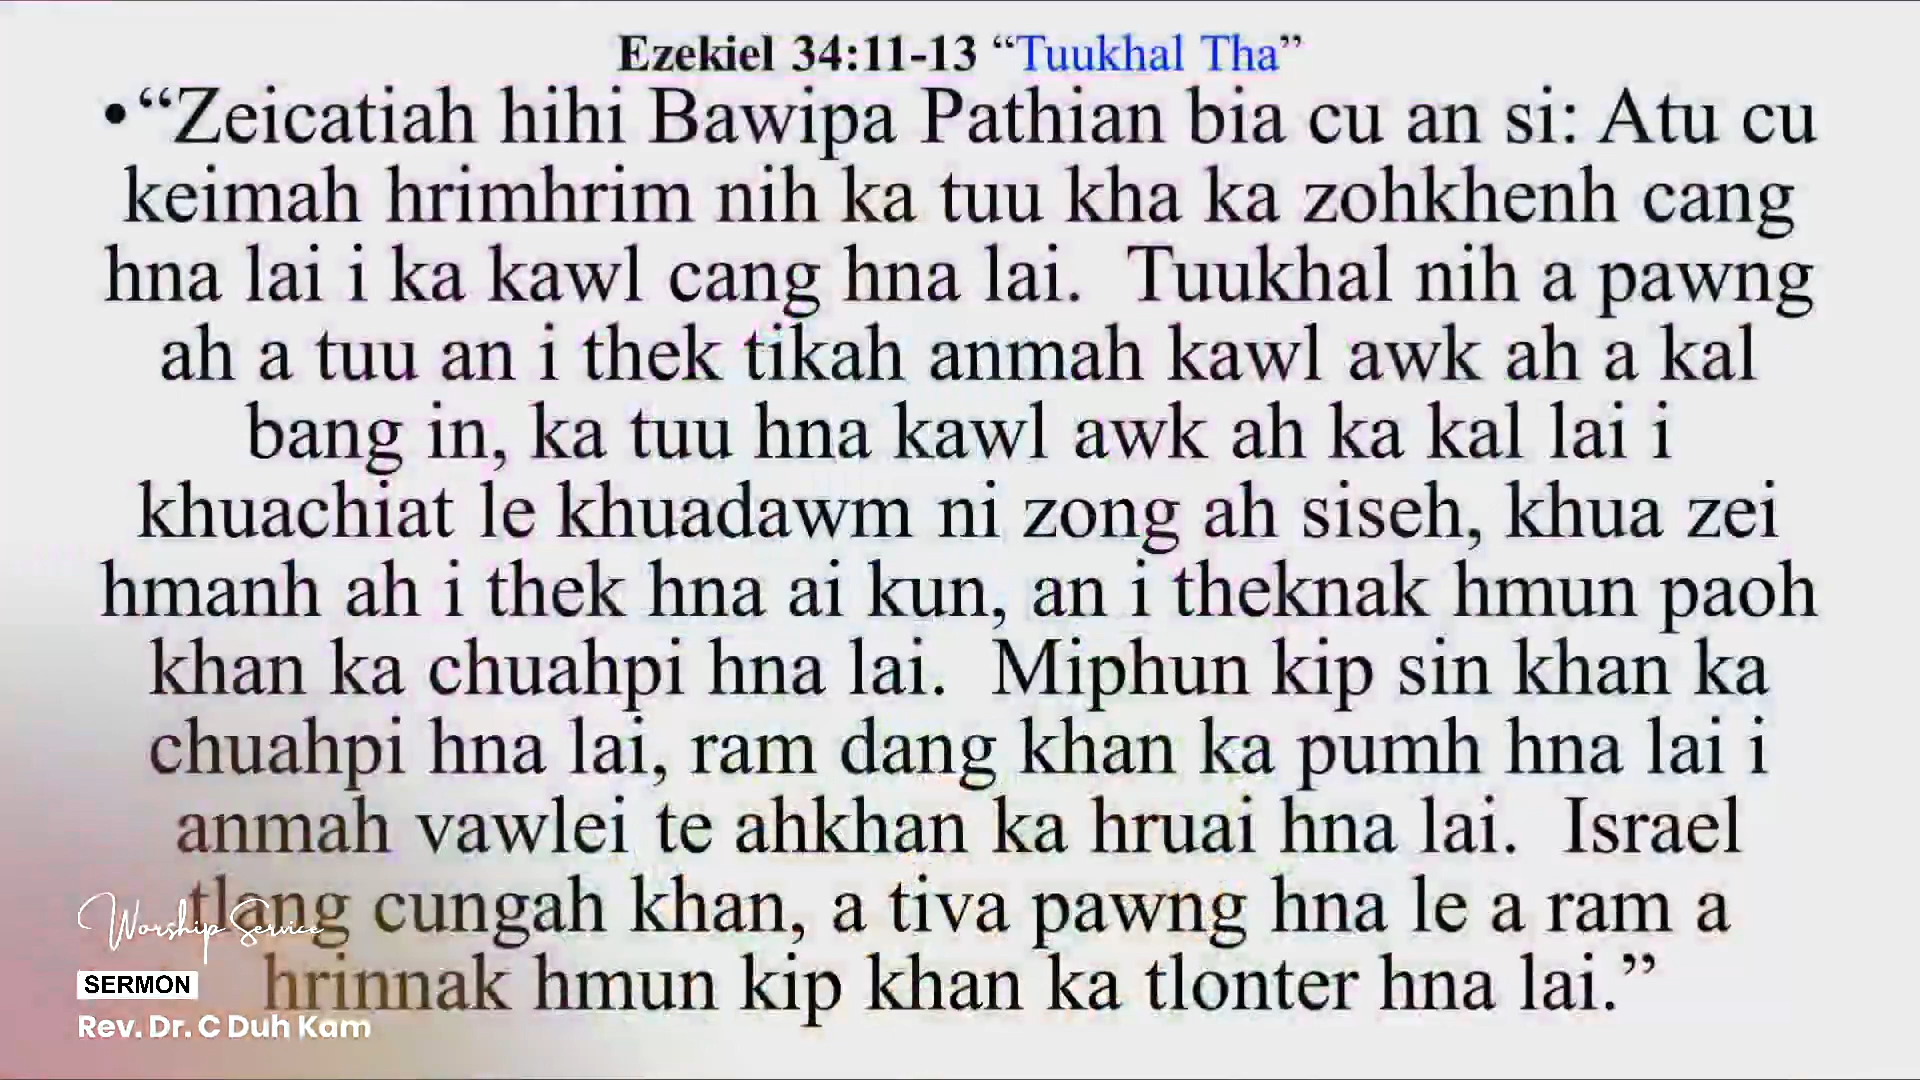 Ezekiel 34:11-13 “Tuukhal Tha”
•“Zeicatiah hihi Bawipa Pathian bia cu an si: Atu cu
keimah hrimhrim nih ka tuu kha ka zohkhenh cang
hna lai i ka kawl cang hna lai. Tuukhal nih a pawng
ah a tuu an i thek tikah anmah kawl awk ah a kal
bang in, ka tuu hna kawl awk ah ka kal lai i
khuachiat le khuadawm ni zong ah siseh, khua zei
hmanh ah i thek hna ai kun, an i theknak hmun paoh
khan ka chuahpi hna lai. Miphun kip sin khan ka
chuahpi hna lai, ram dang khan ka pumh hna lai i
anmah vawlei te ahkhan ka hruai hna lai. Israel
tlang cungah khan, a tiva pawng hna le a ram a
hrinnak hmun kip khan ka tlonter hna lai.”
Worship Service
SERMON
Rev. Dr. C Duh Kam